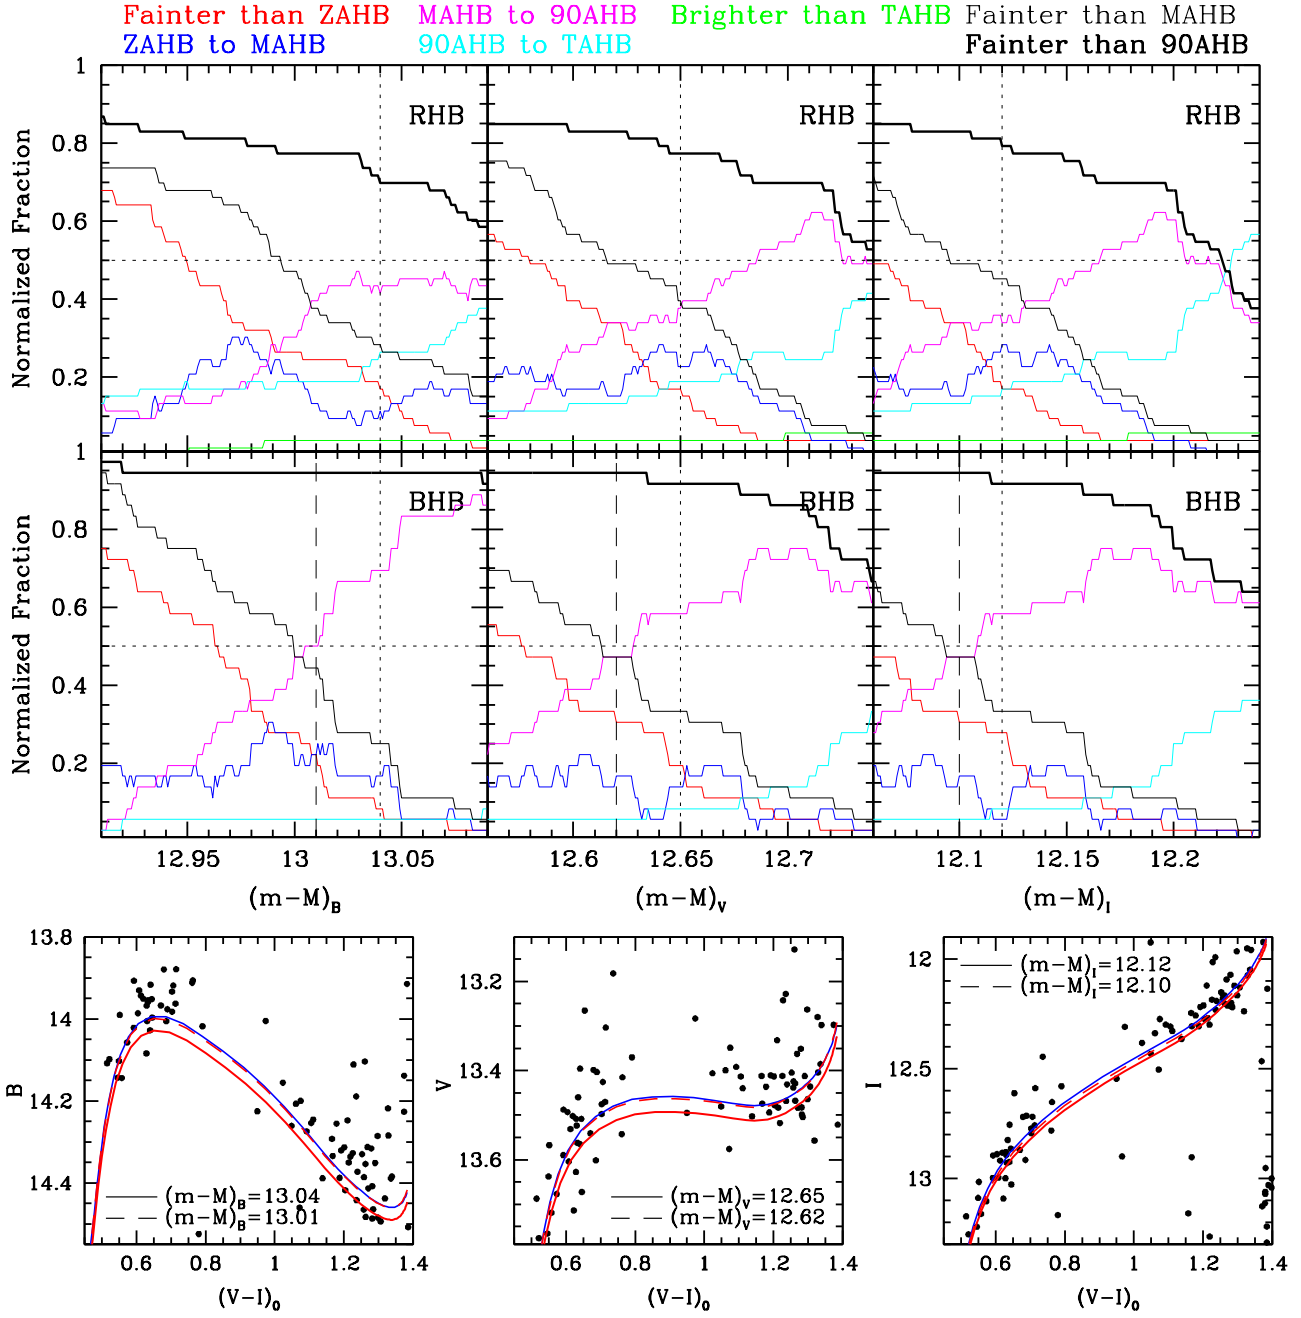 Fainter than ZAHB MAHB to 90AHB Brighter than TAHB Fainter than MAHB
ZAHB to MAHB 90AHB to TAHB Fainter than 90AHB
1
0.8
0.6
0.4
0.2
Normalized Fraction
RHB
RHB
RHB
1
0.8
0.6
0.4
0.2
Normalized Fraction
BHB
BHB
BHB
12.95 13 13.05
12.6 12.65 12.7
12.1 12.15 12.2
(m−M)B
(m−M)V
(m−M)I
13.8
14
14.2
14.4
B
(m−M)B=13.04
(m−M)B=13.01
0.6 0.8 1 1.2 1.4
(V−I)0
13.2
13.4
13.6
V
(m−M)V=12.65
(m−M)V=12.62
0.6 0.8 1 1.2 1.4
(V−I)0
12
12.5
13
I
(m−M)I=12.12
(m−M)I=12.10
0.6 0.8 1 1.2 1.4
(V−I)0